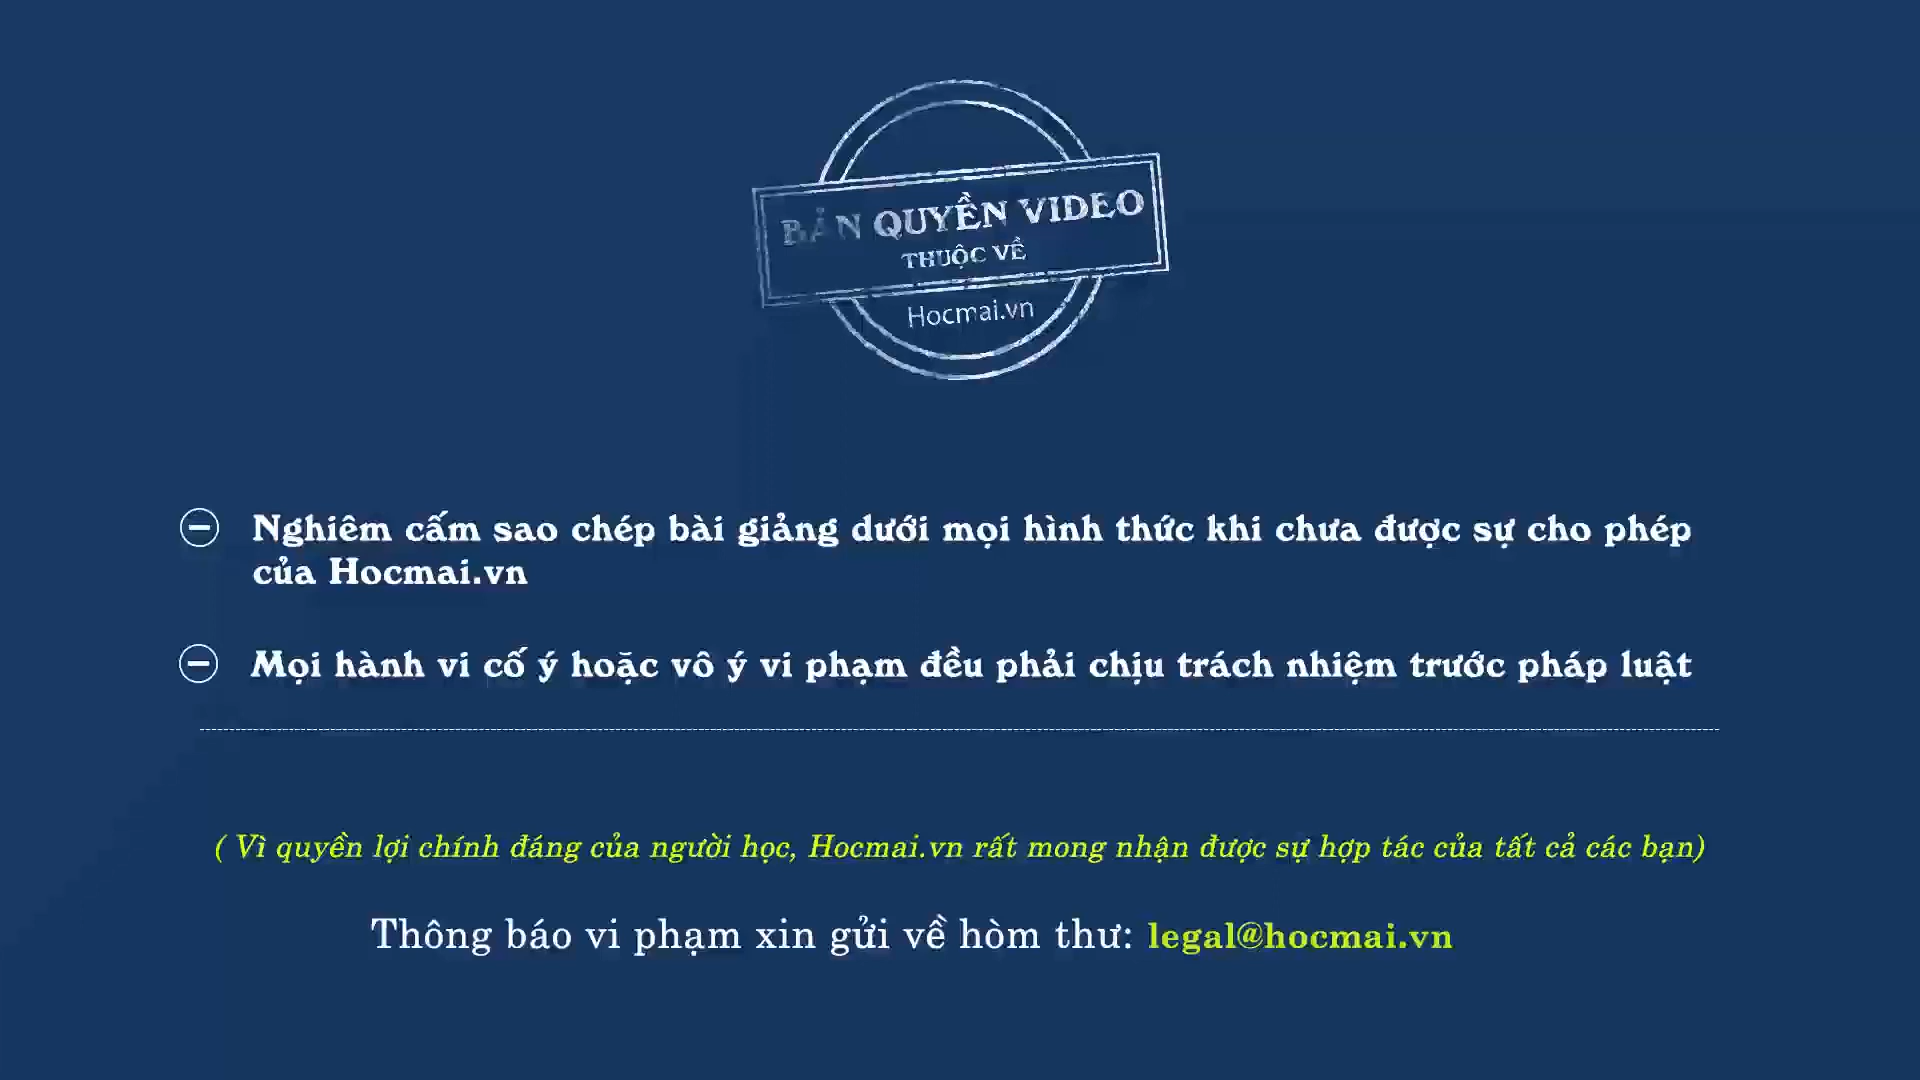 BẢN QUYỀN VIDEO
THUỘC VỀ
Hocmai.vn
Nghiêm cấm sao chép bài giảng dưới mọi hình thức khi chưa được sự cho phép
của Hocmai.vn
Mọi hành vi cố ý hoặc vô ý vi phạm đều phải chịu trách nhiệm trước pháp luật
( Vì quyền lợi chính đáng của người học, Hocmai.vn rất mong nhận được sự hợp tác của tất cả các bạn)
Thông báo vi phạm xin gửi về hòm thư: legal@hocmai.vn